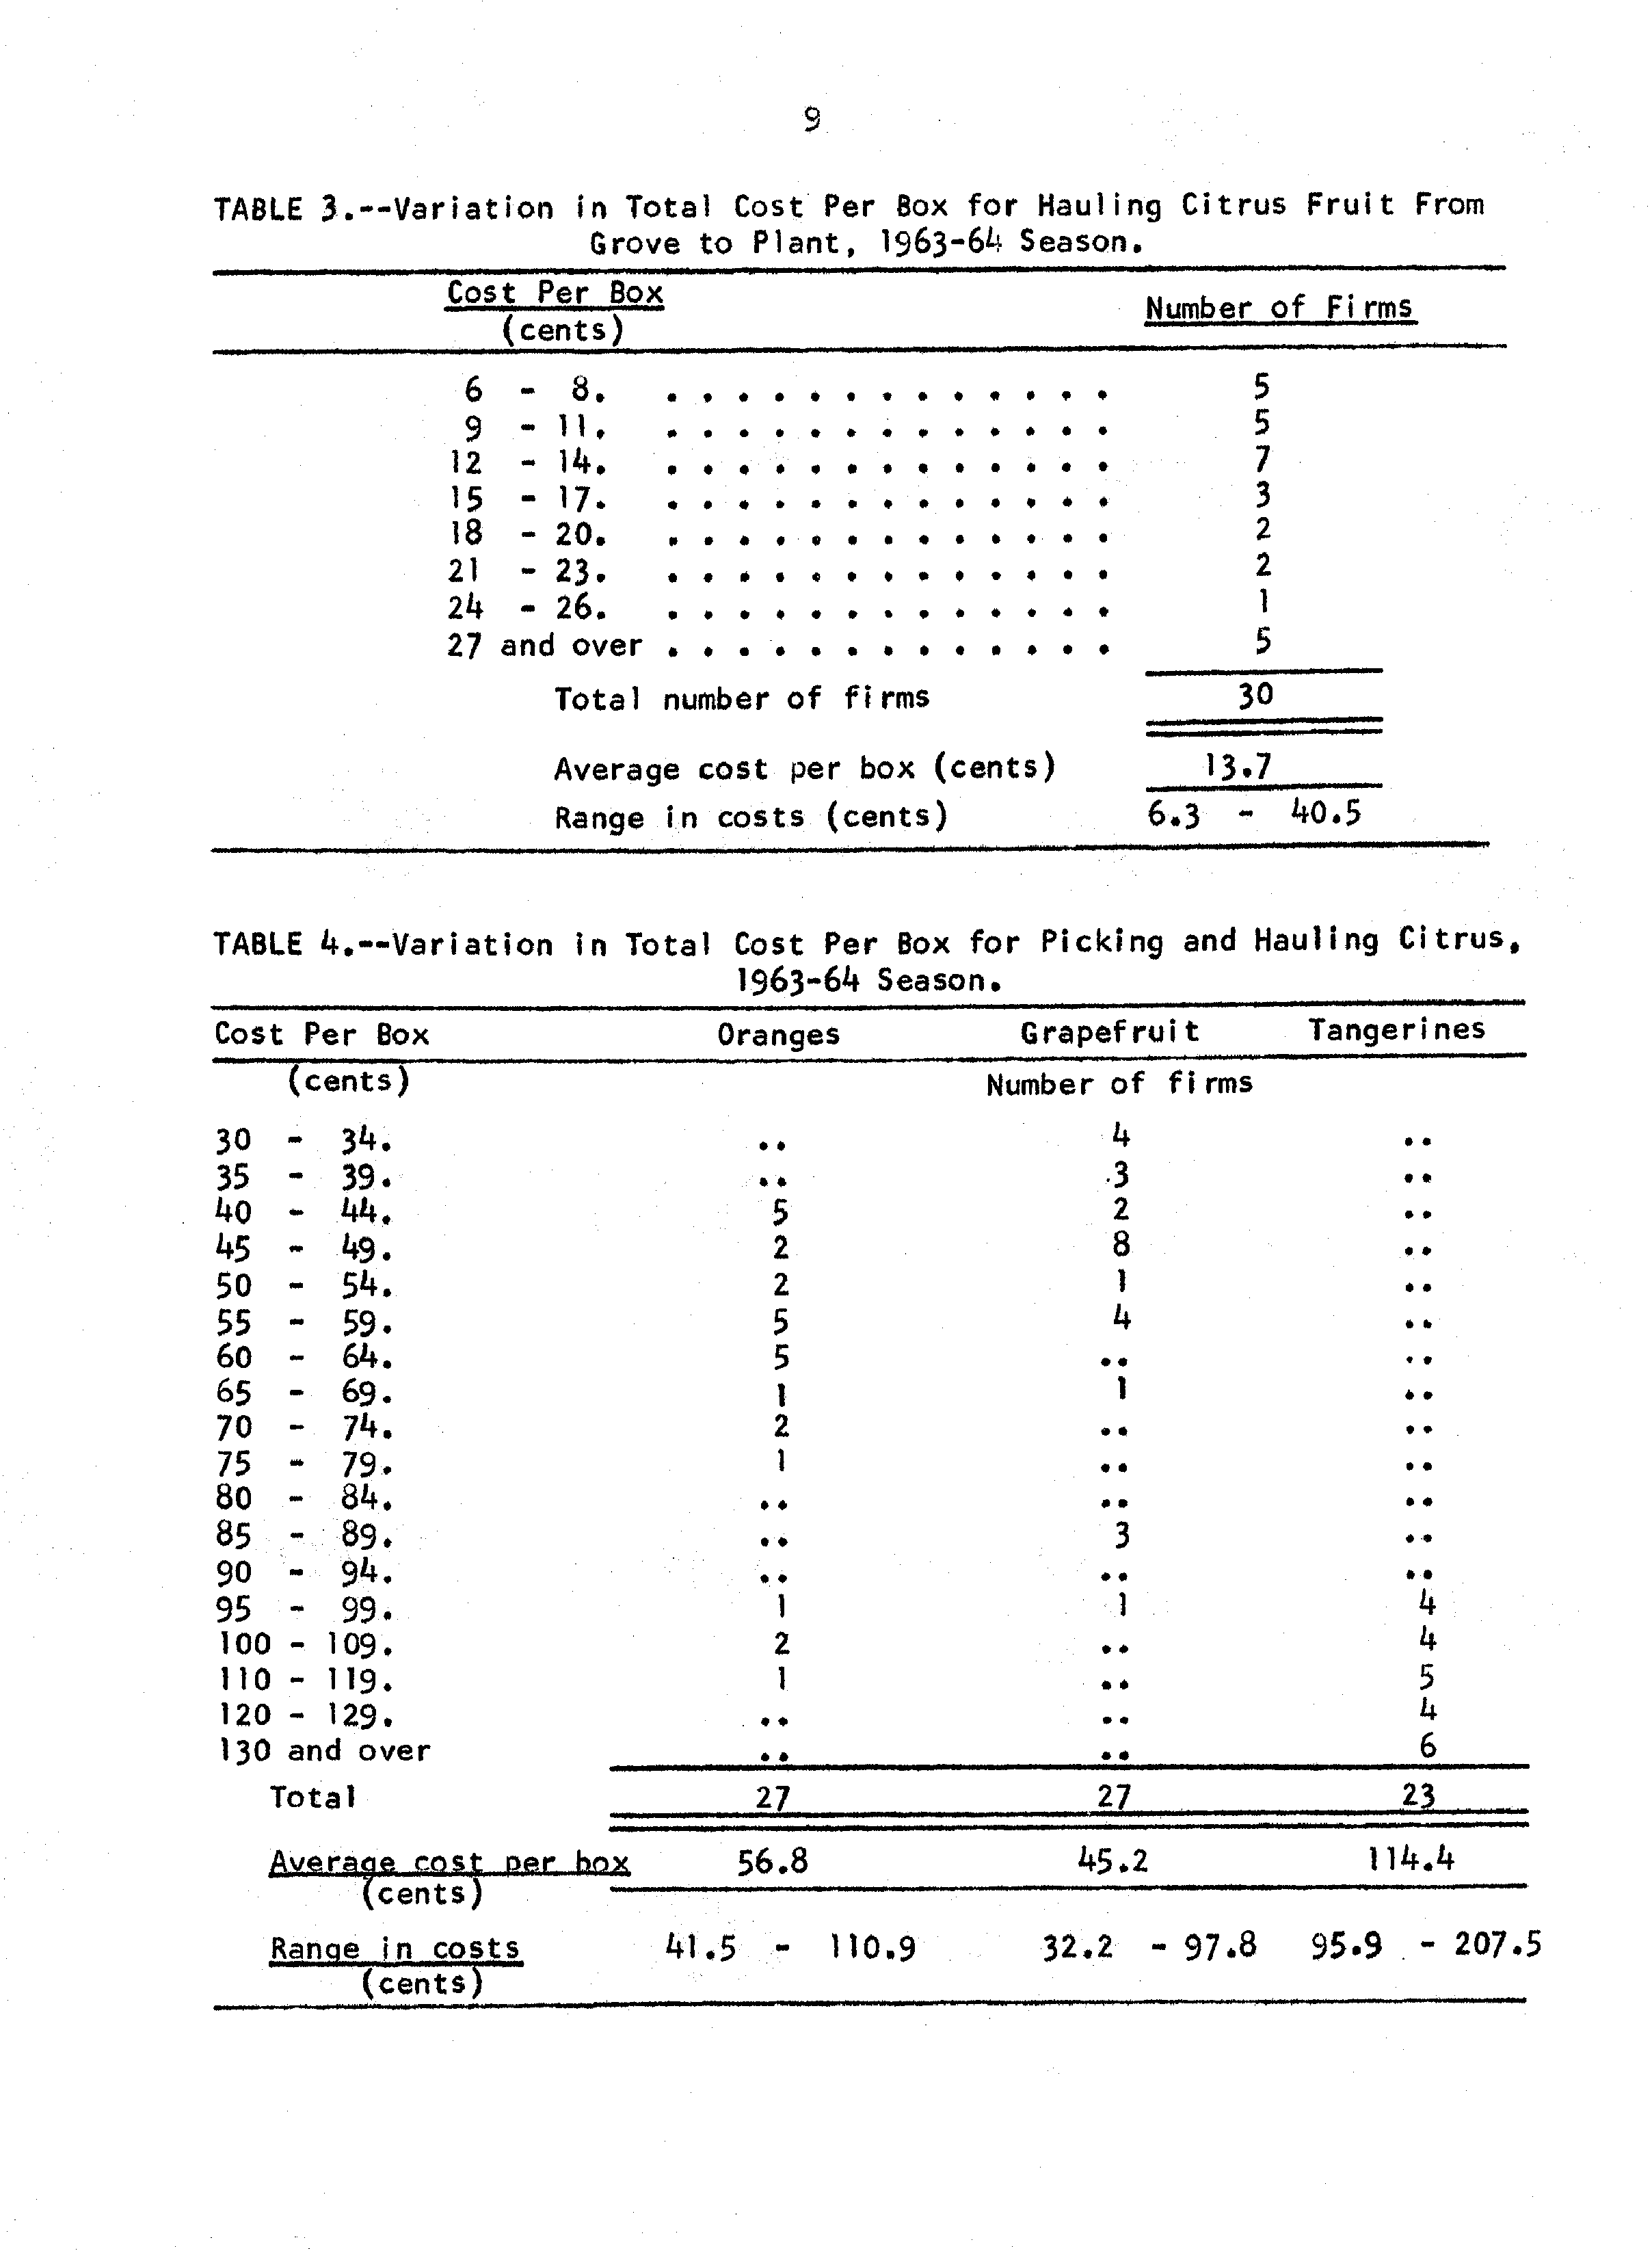 9
TABLE 3.--Variation in Total Cost Per Box for Hauling Citrus Fruit From
Grove to Plant, 1963-64 Season.
Cost Per Box Number of Firms
(cents)
6 - 8. . . . . . . . . . . . . . 5
9 - 11. . . . . . . . . . . . . . 5
12 - 14. . . . . . . . . . . . . . 7
15 - 17. . . . . . . . . . . . . . 3
18 - 20. . . . . . . . . . . . . . 2
21 - 23. . . . . . . . . . . . . . 2
24 - 26. . . . . . . . . . . . . . 1
27 and over . . . . . . . . . . . . . 5
Total number of firms 30
Average cost per box (cents) 13.7
Range in costs (cents) 6.3 - 40.5
TABLE 4.--Variation in Total Cost Per Box for Picking and Hauling Citrus,
1963-64 Season.
Cost Per Box Oranges Grapefruit Tangerines
(cents) Number of firms
30 - 34. .. 4 ..
35 - 39. .. 3 ..
40 - 44. 5 2 ..
45 - 49. 2 8 ..
50 - 54. 2 1 ..
55 - 59. 5 4 ..
60 - 64. 5 .. ..
65 - 69. 1 1 ..
70 - 74. 2 .. ..
75 - 79. 1 .. ..
80 - 84. .. .. ..
85 - 89. .. 3 ..
90 - 94. .. .. ..
95 - 99. 1 1 4
100 - 109. 2 .. 4
110 - 119. 1 .. 5
120 - 129. .. .. 4
130 and over .. .. 6
Total 27 27 23
Average cost per box 56.8 45.2 114.4
(cents)
Range in costs 41.5 - 110.9 32.2 - 97.8 95.9 - 207.5
(cents)